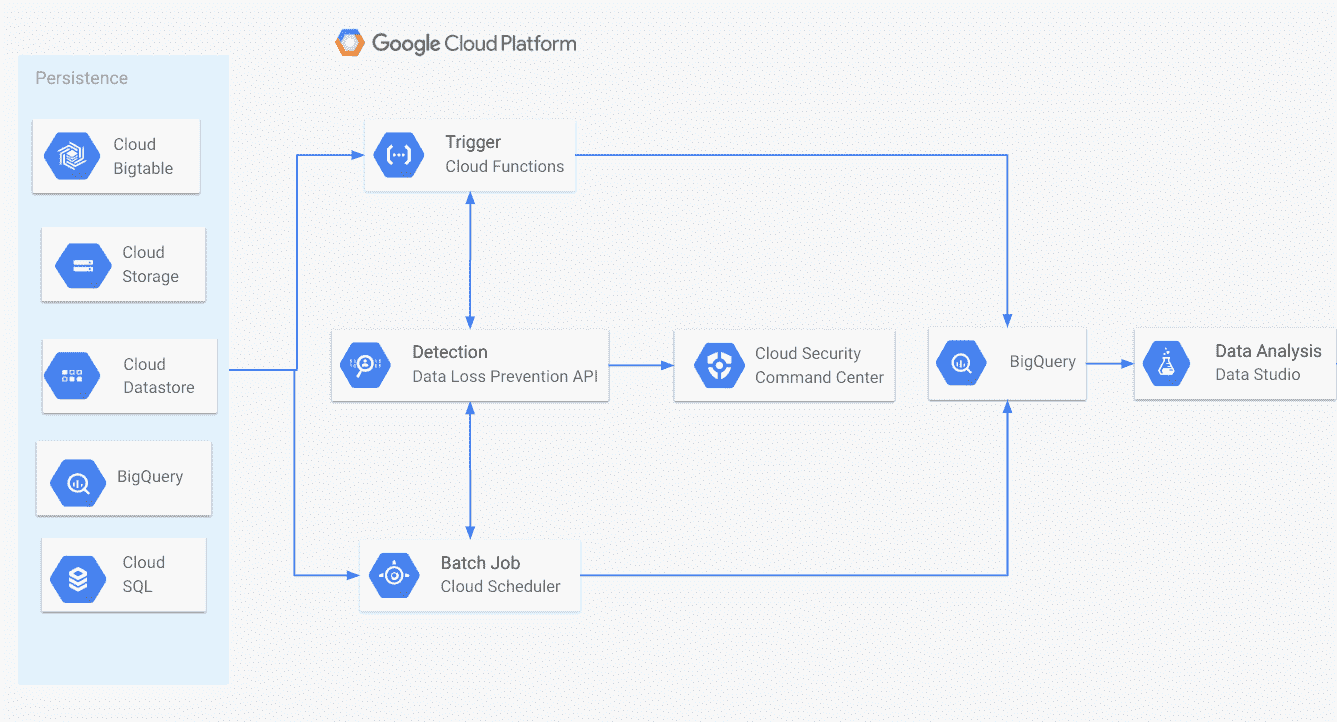 Google Cloud Platform
Persistence
Cloud
Bigtable
Cloud
Storage
Cloud
Datastore
BigQuery
Cloud
SQL
Trigger
Cloud Functions
Detection
Data Loss Prevention API
Batch Job
Cloud Scheduler
Cloud Security
Command Center
BigQuery
Data Analysis
Data Studio